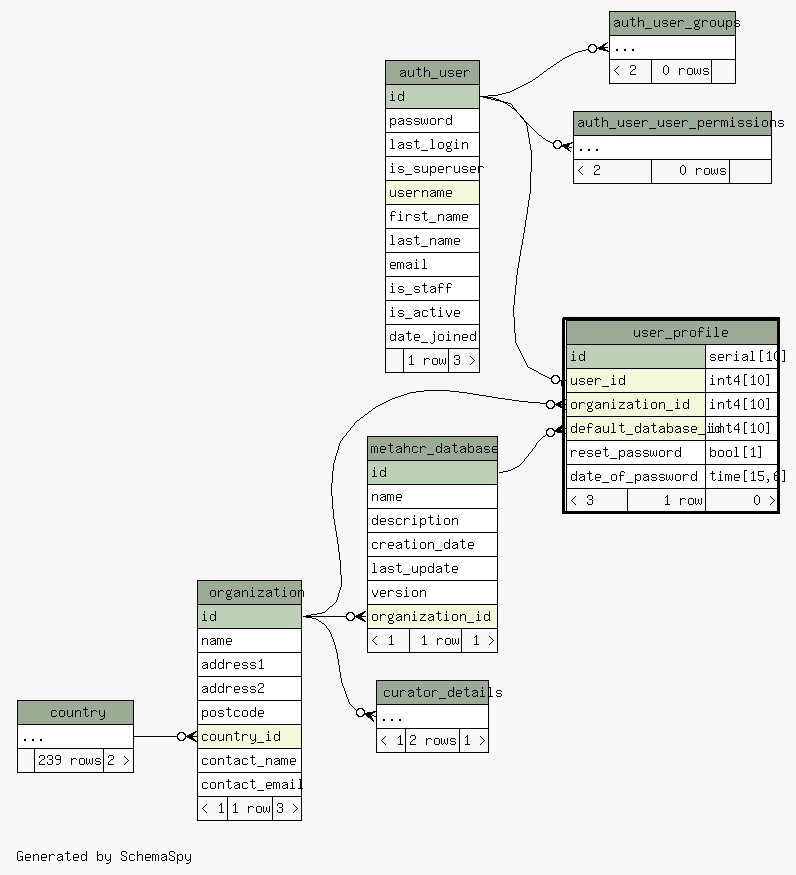 auth_user_groups
...
< 2 0 rows
auth_user
id
password
last_login
is_superuser
username
first_name
last_name
email
is_staff
is_active
date_joined
1 row 3 >
auth_user_user_permissions
...
< 2 0 rows
user_profile
id serial[10]
user_id int4[10]
organization_id int4[10]
default_database_id int4[10]
reset_password bool[1]
date_of_password time[15,6]
< 3 1 row 0 >
metahcr_database
id
name
description
creation_date
last_update
version
organization_id
< 1 1 row 1 >
organization
id
name
address1
address2
postcode
country_id
contact_name
contact_email
< 1 1 row 3 >
curator_details
...
< 1 2 rows 1 >
country
...
239 rows 2 >
Generated by SchemaSpy